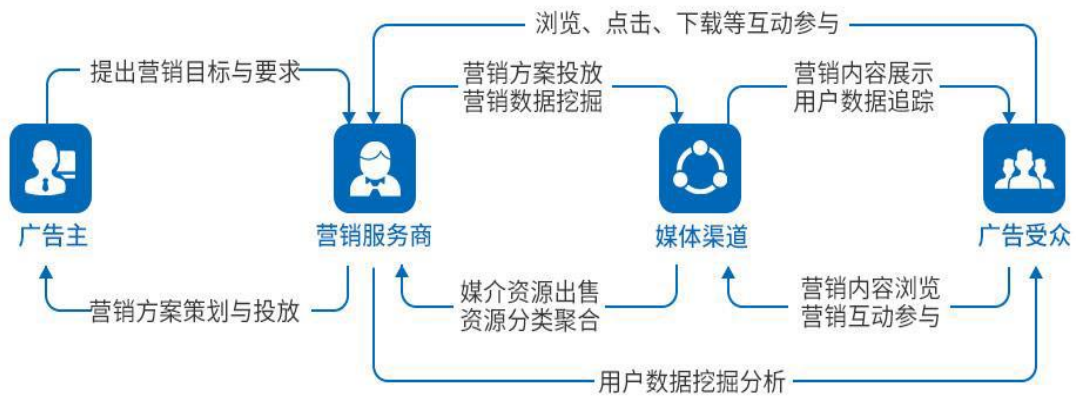 浏览、点击、下载等互动参与
提出营销目标与要求
营销方案投放
营销数据挖掘
营销内容展示
用户数据追踪
广告主
营销服务商
媒体渠道
广告受众
营销方案策划与投放
媒介资源出售
资源分类聚合
营销内容浏览
营销互动参与
用户数据挖掘分析